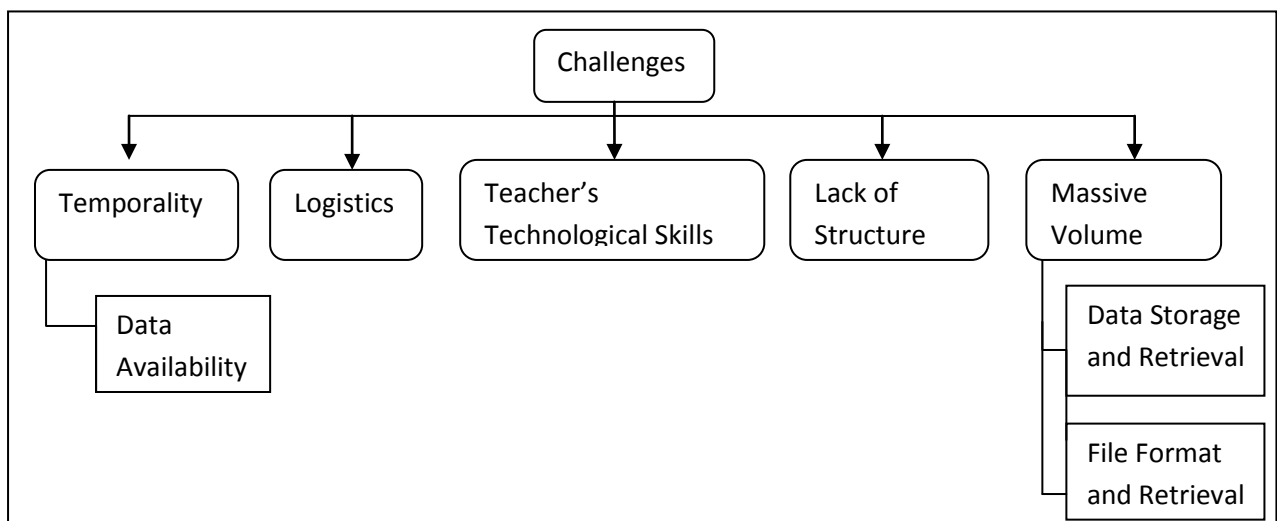 Challenges
Temporality
Logistics
Teacher’s
Technological Skills
Lack of
Structure
Massive
Volume
Data
Availability
Data Storage
and Retrieval
File Format
and Retrieval